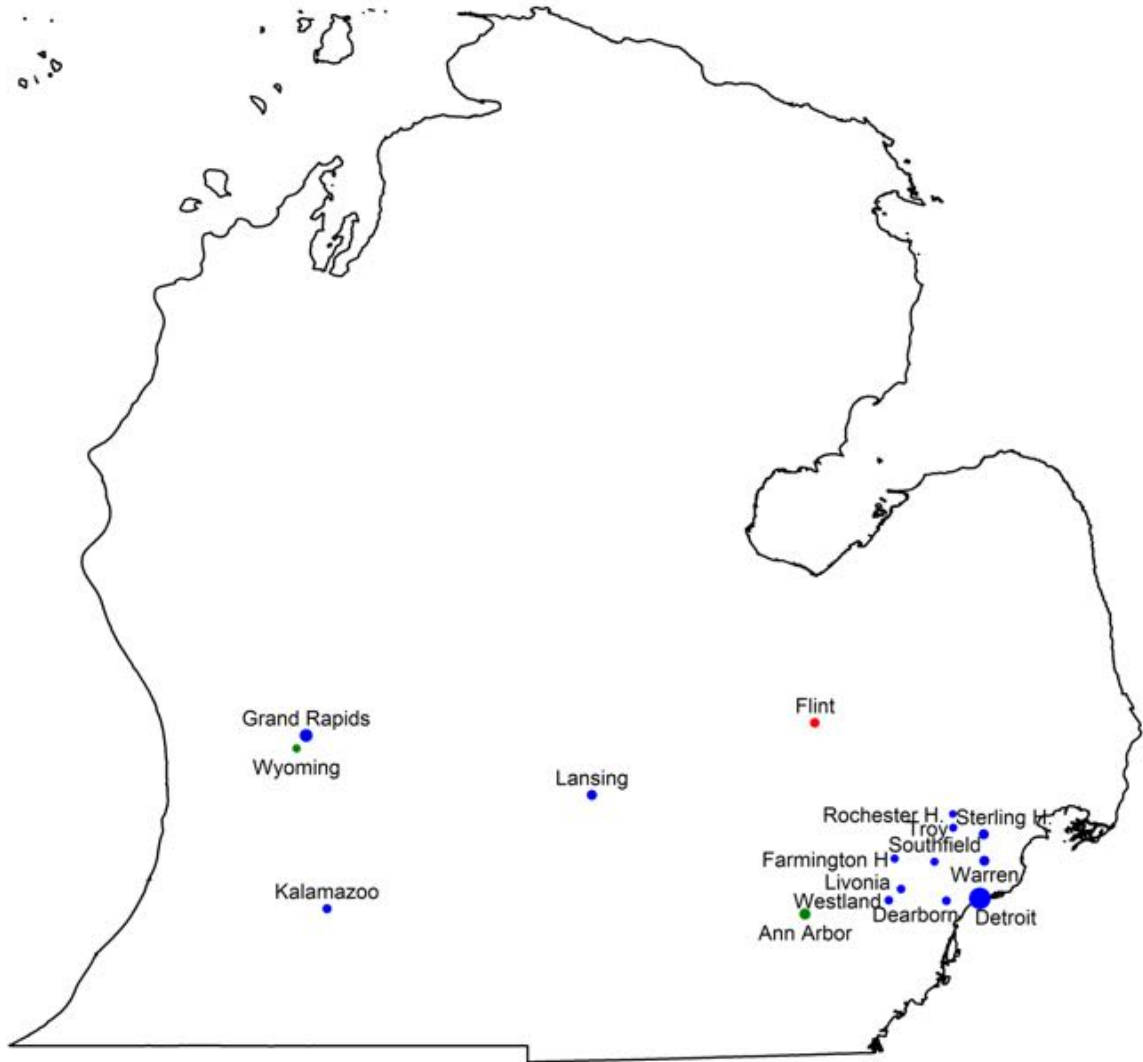 Flint
Grand Rapids
Wyoming
Lansing
Rochester H.
Sterling H.
Troy
Southfield
Farmington H
Warren
Kalamazoo
Livonia
Westland
Dearborn
Detroit
Ann Arbor